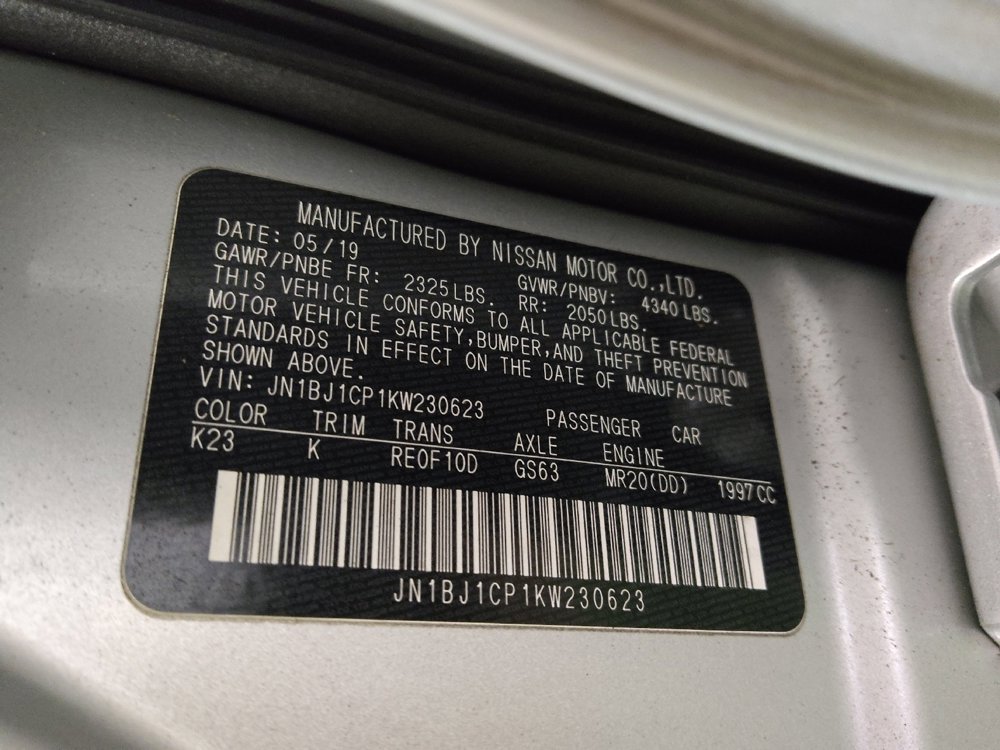 MANUFACTURED BY NISSAN MOTOR CO.,LTD.
DATE: 05/19 GVWR/PNBV: 4340 LBS.
GAWR/PNBE FR: 2325LBS. RR: 2050LBS.
THIS VEHICLE CONFORMS TO ALL APPLICABLE FEDERAL
MOTOR VEHICLE SAFETY,BUMPER,AND THEFT PREVENTION
STANDARDS IN EFFECT ON THE DATE OF MANUFACTURE
SHOWN ABOVE.
VIN: JN1BJ1CP1KW230623 PASSENGER CAR
COLOR TRIM TRANS AXLE ENGINE
K23 K RE0F10D GS63 MR20(DD) 1997CC
JN1BJ1CP1KW230623